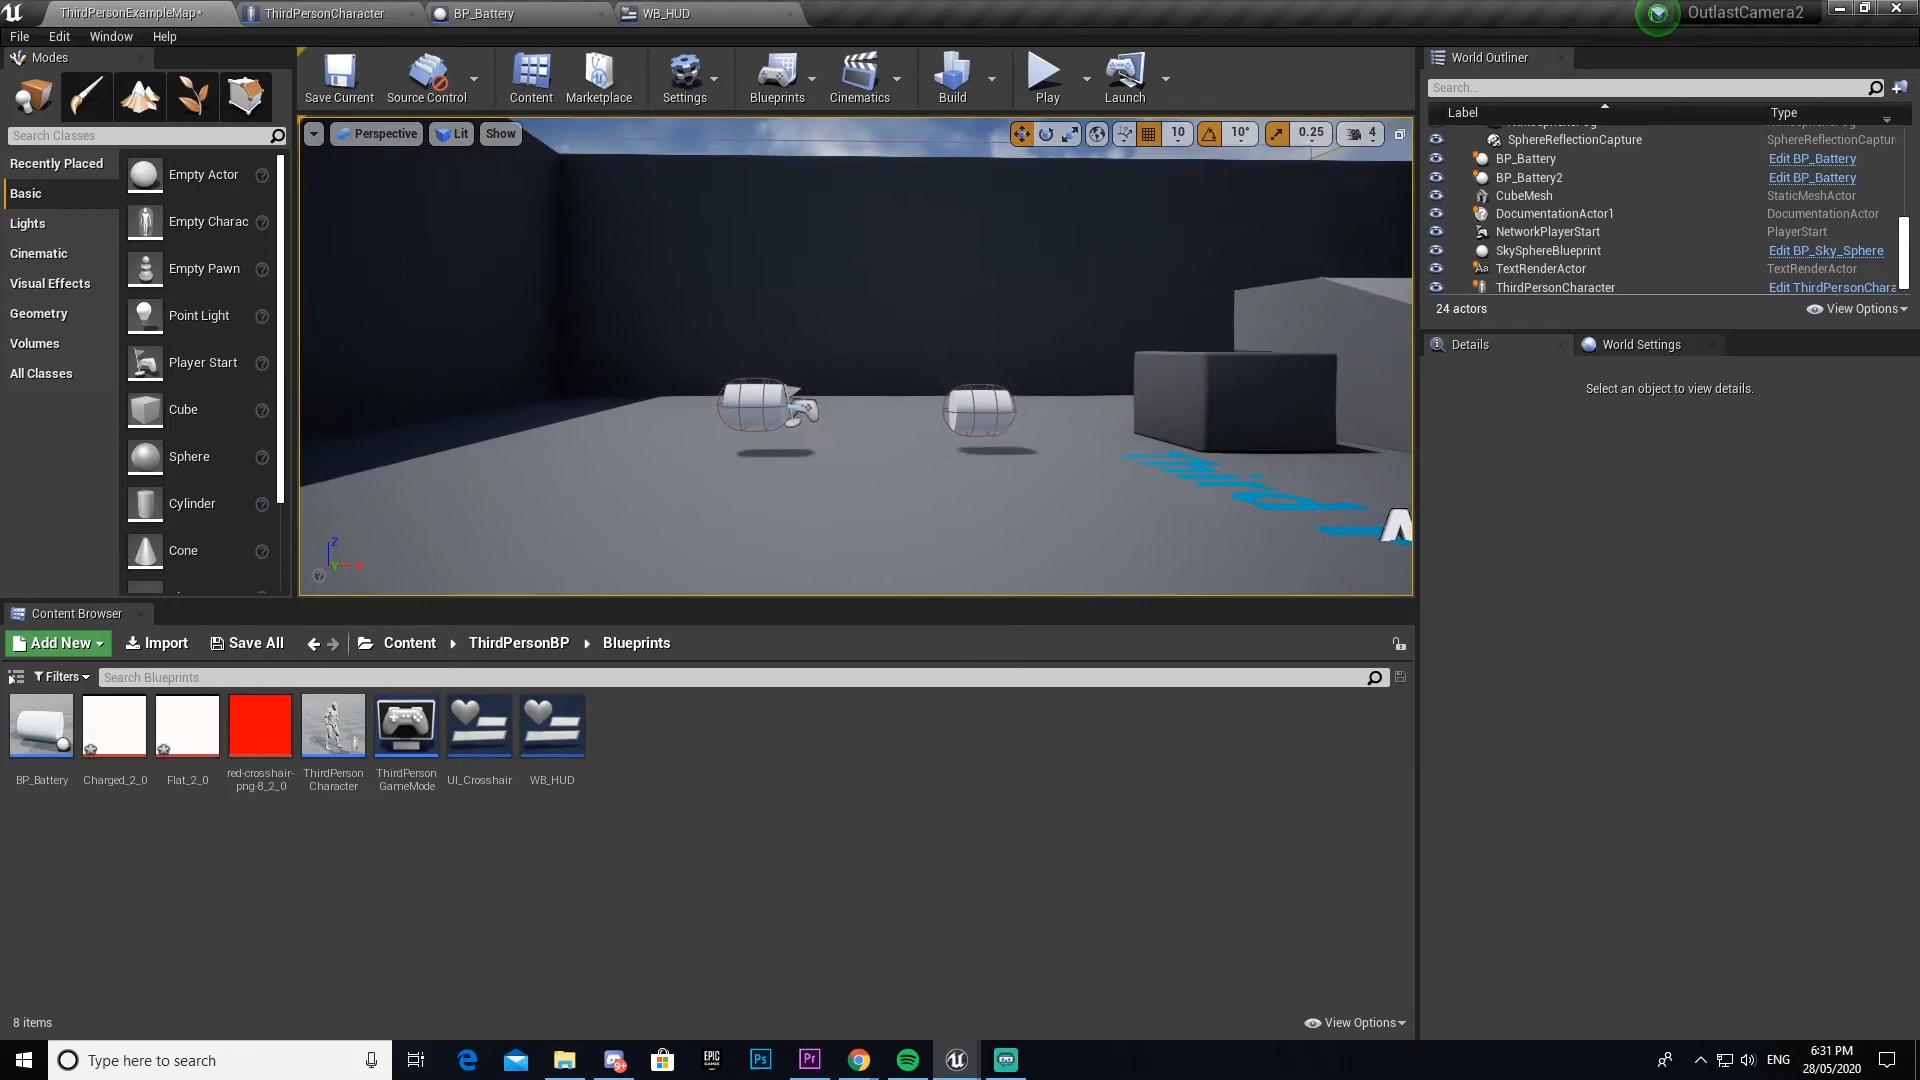 ThirdPersonExampleMap*
ThirdPersonCharacter
BP_Battery
WB_HUD
OutlastCamera2
File
Edit
Window
Help
Modes
Save Current
Source Control
Content
Marketplace
Settings
Blueprints
Cinematics
Build
Play
Launch
Search Classes
Recently Placed
Basic
Lights
Cinematic
Visual Effects
Geometry
Volumes
All Classes
Empty Actor
Empty Charac
Empty Pawn
Point Light
Player Start
Cube
Sphere
Cylinder
Cone
Perspective
Lit
Show
10
10°
0.25
4
Z
X
World Outliner
Search...
Label
Type
SphereReflectionCapture
SphereReflectionCaptur
BP_Battery
Edit BP_Battery
BP_Battery2
Edit BP_Battery
CubeMesh
StaticMeshActor
DocumentationActor1
DocumentationActor
NetworkPlayerStart
PlayerStart
SkySphereBlueprint
Edit BP_Sky_Sphere
TextRenderActor
TextRenderActor
ThirdPersonCharacter
Edit ThirdPersonChara
24 actors
View Options
Details
World Settings
Select an object to view details.
Content Browser
Add New
Import
Save All
Content
ThirdPersonBP
Blueprints
Filters
Search Blueprints
BP_Battery
Charged_2_0
Flat_2_0
red-crosshair-
png-8_2_0
ThirdPerson
Character
ThirdPerson
GameMode
UI_Crosshair
WB_HUD
8 items
View Options
Type here to search
EPIC
GAMES
Ps
Pr
ENG
6:31 PM
28/05/2020